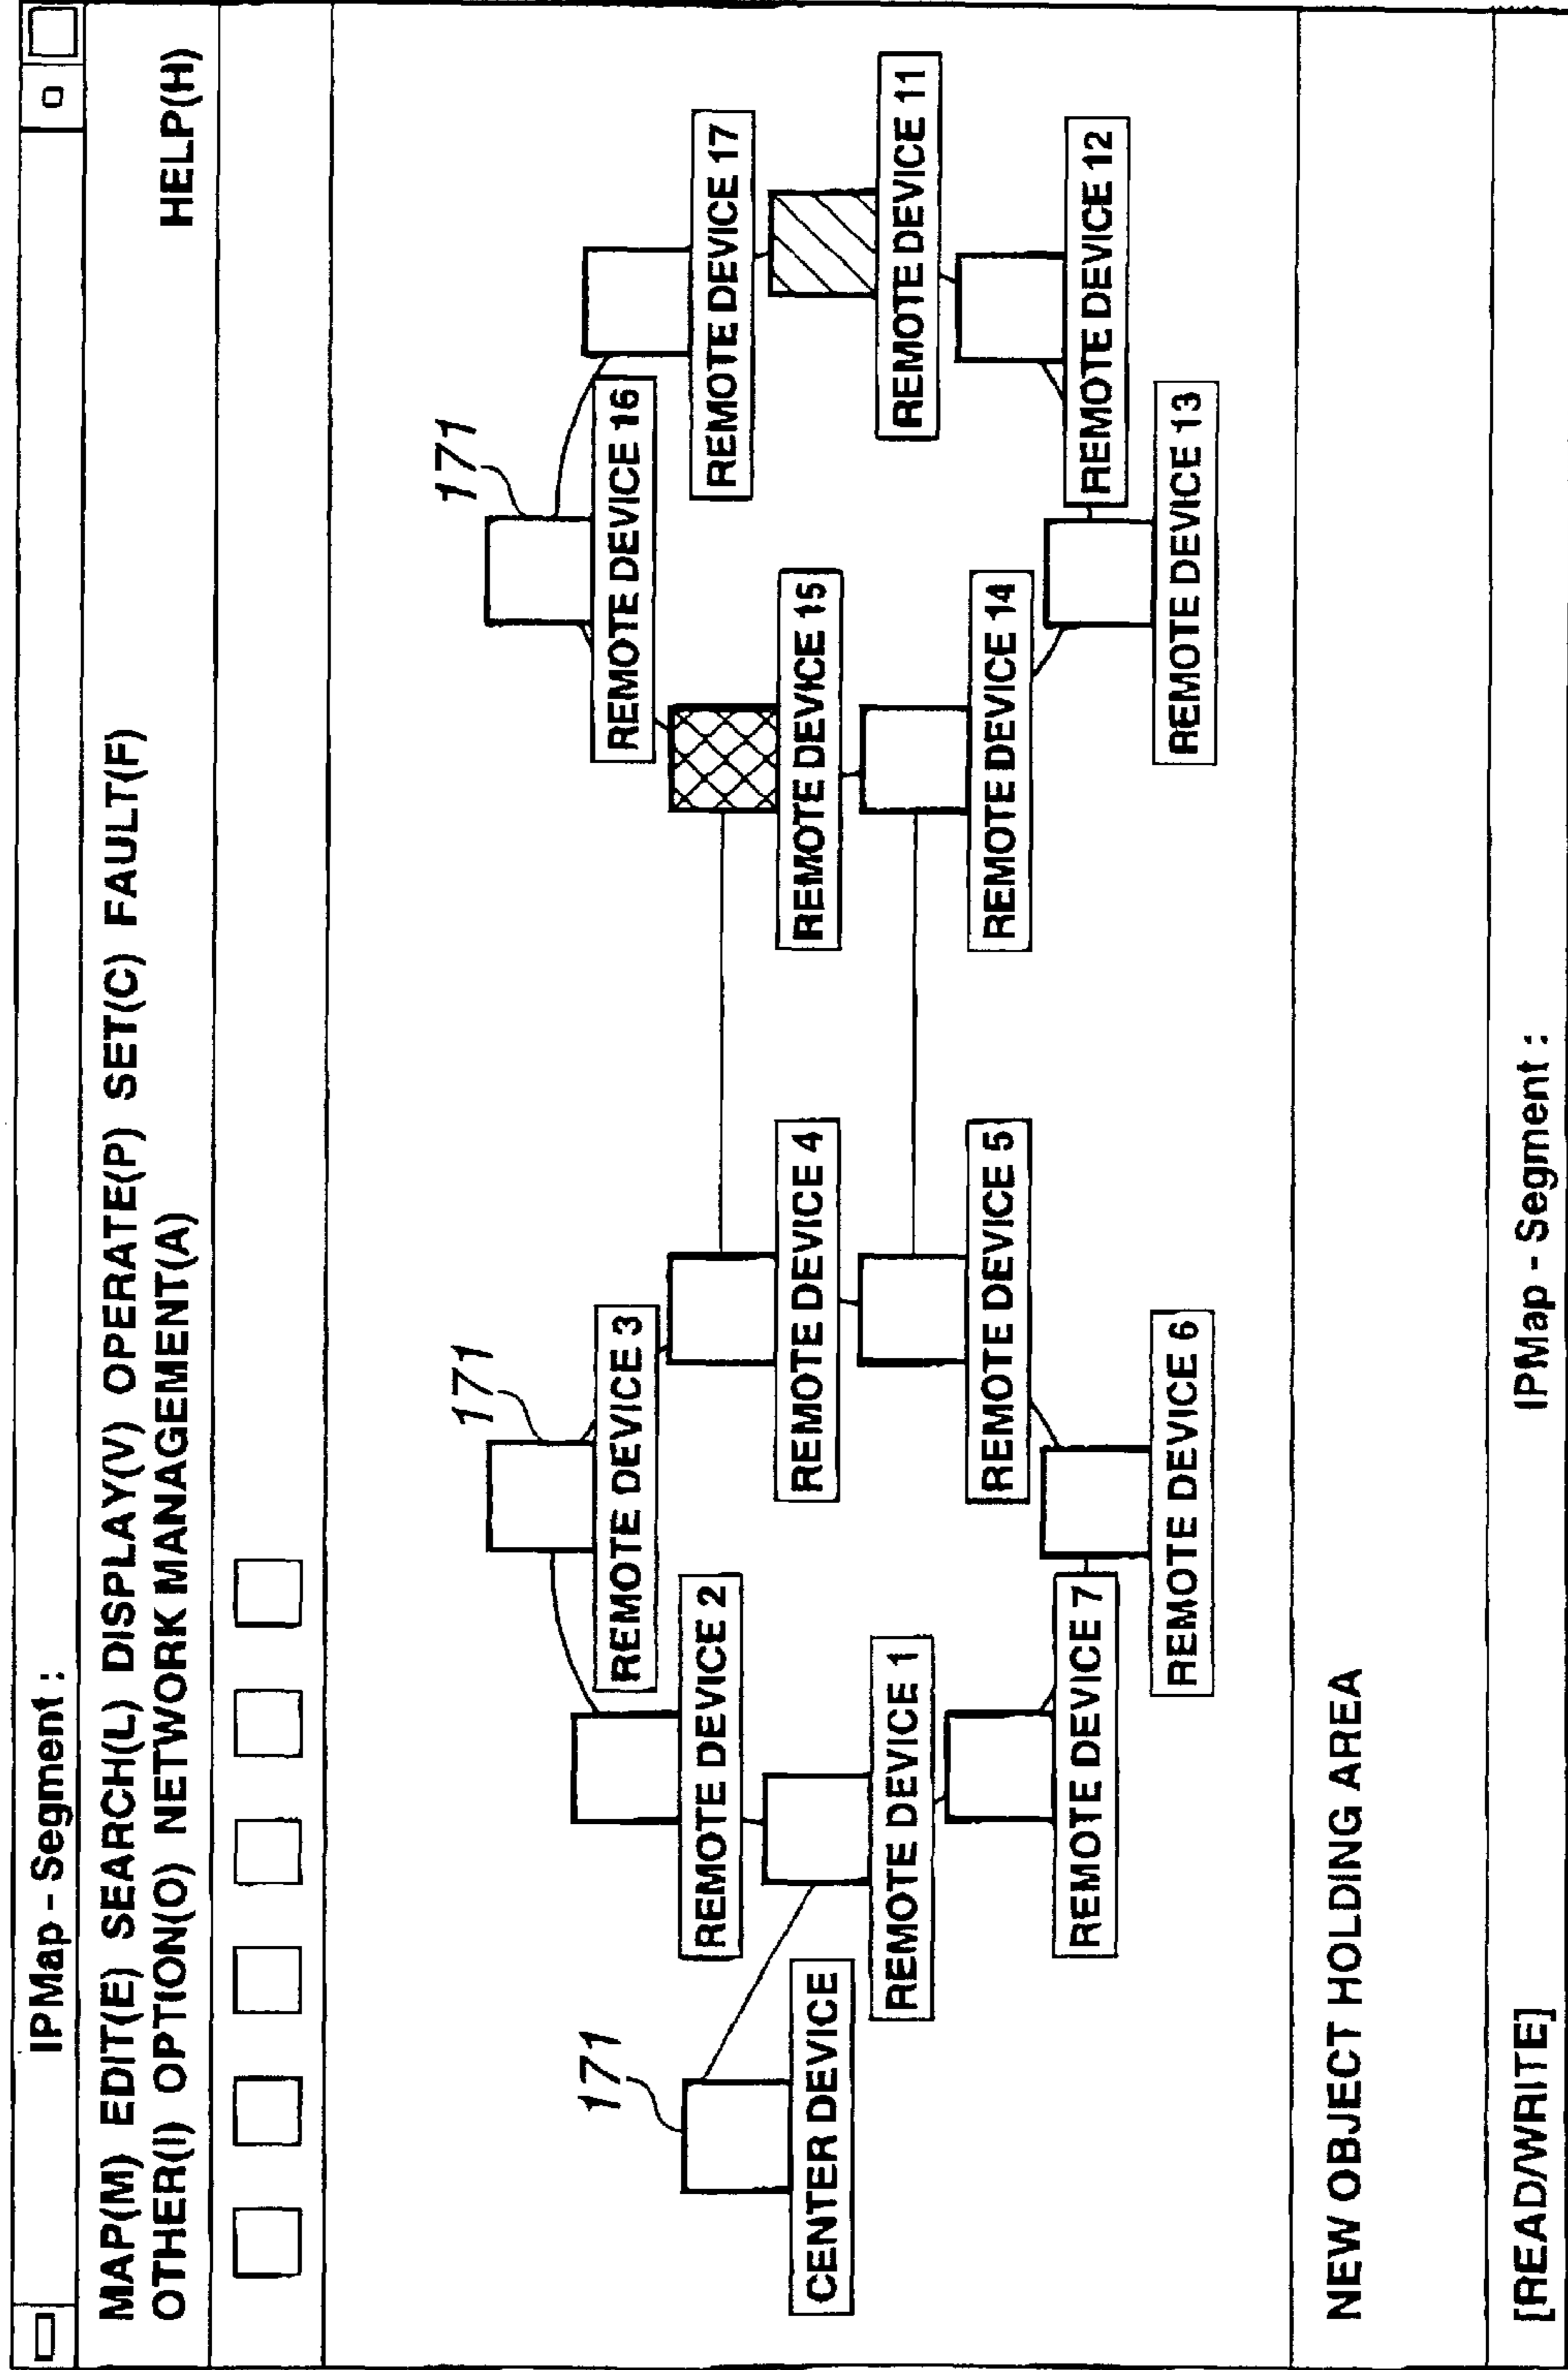 IPMap - Segment :
MAP(M) EDIT(E) SEARCH(L) DISPLAY(V) OPERATE(P) SET(C) FAULT(F)
OTHER(I) OPTION(O) NETWORK MANAGEMENT(A) HELP(H)
171
171
171
REMOTE DEVICE 3
REMOTE DEVICE 16
REMOTE DEVICE 2
REMOTE DEVICE 17
CENTER DEVICE
REMOTE DEVICE 4
REMOTE DEVICE 15
REMOTE DEVICE 1
REMOTE DEVICE 11
REMOTE DEVICE 5
REMOTE DEVICE 14
REMOTE DEVICE 7
REMOTE DEVICE 12
REMOTE DEVICE 6
REMOTE DEVICE 13
NEW OBJECT HOLDING AREA
[READ/WRITE] IPMap - Segment :